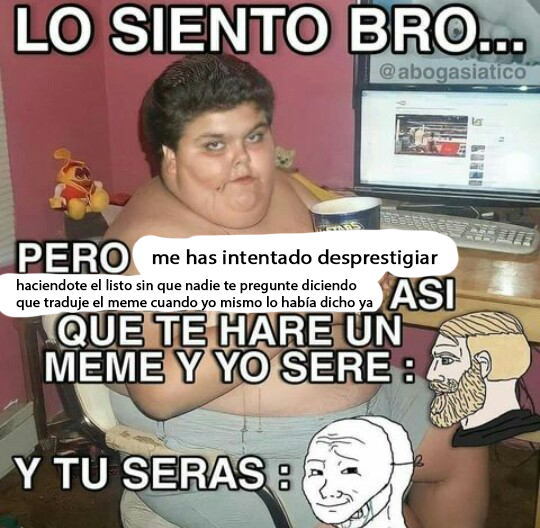 LO SIENTO BRO...
@abogasiatico
PERO me has intentado desprestigiar
haciendote el listo sin que nadie te pregunte diciendo
que traduje el meme cuando yo mismo lo había dicho ya ASI
QUE TE HARE UN
MEME Y YO SERE :
Y TU SERAS :